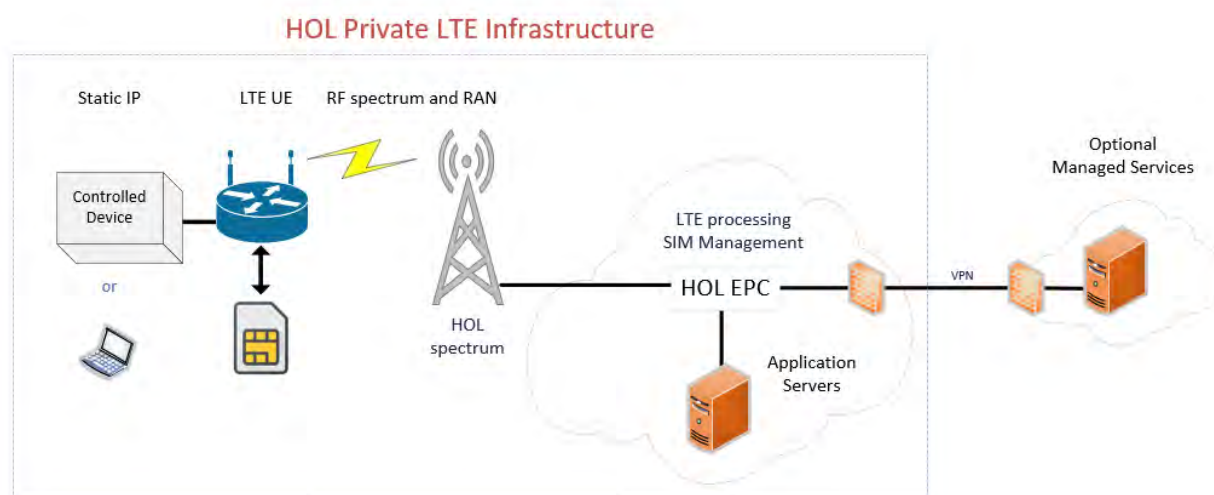 HOL Private LTE Infrastructure
Static IP
LTE UE
RF spectrum and RAN
Controlled
Device
or
HOL
spectrum
LTE processing
SIM Management
HOL EPC
Application
Servers
VPN
Optional
Managed Services